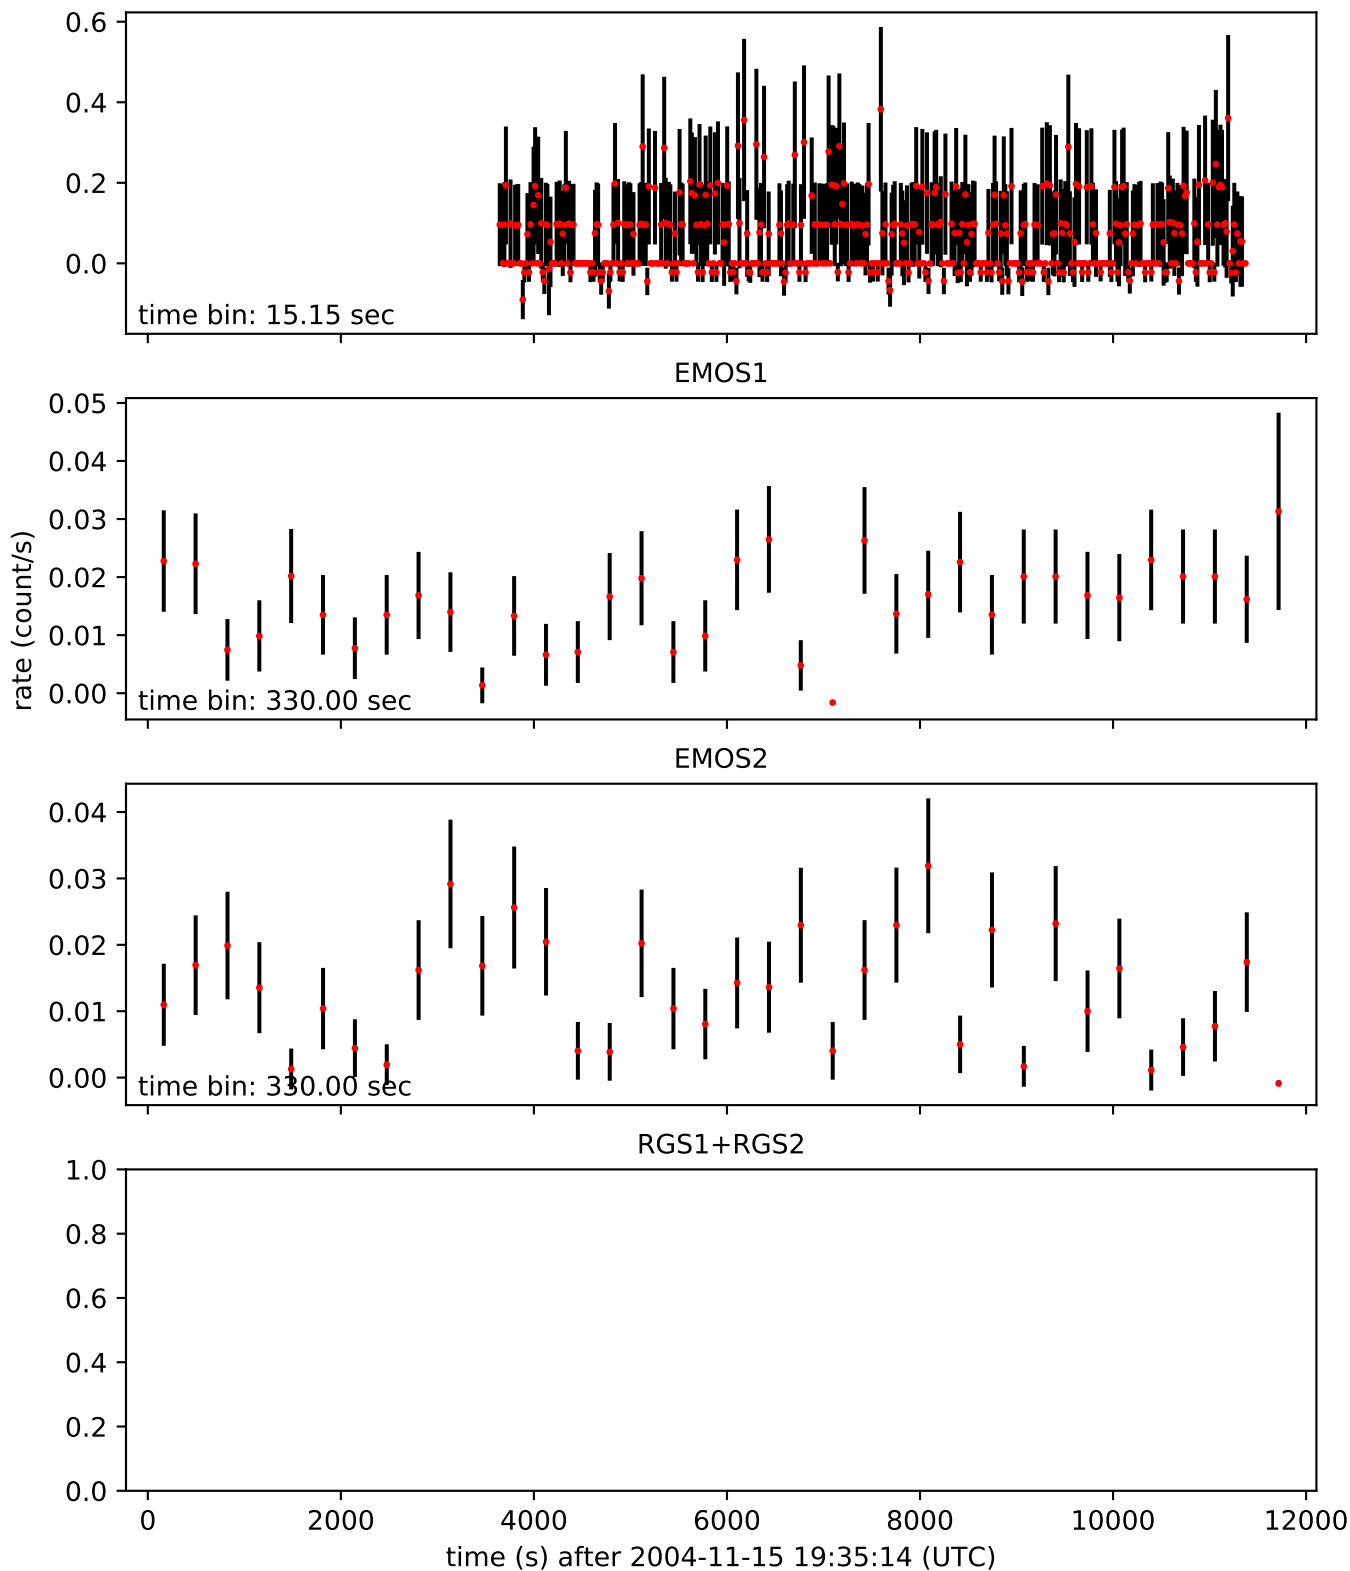 0.6
0.4
0.2
0.0
time bin: 15.15 sec
EMOS1
0.05
0.04
0.03
0.02
0.01
0.00
time bin: 330.00 sec
rate (count/s)
EMOS2
0.04
0.03
0.02
0.01
0.00
time bin: 330.00 sec
RGS1+RGS2
1.0
0.8
0.6
0.4
0.2
0.0
0 2000 4000 6000 8000 10000 12000
time (s) after 2004-11-15 19:35:14 (UTC)